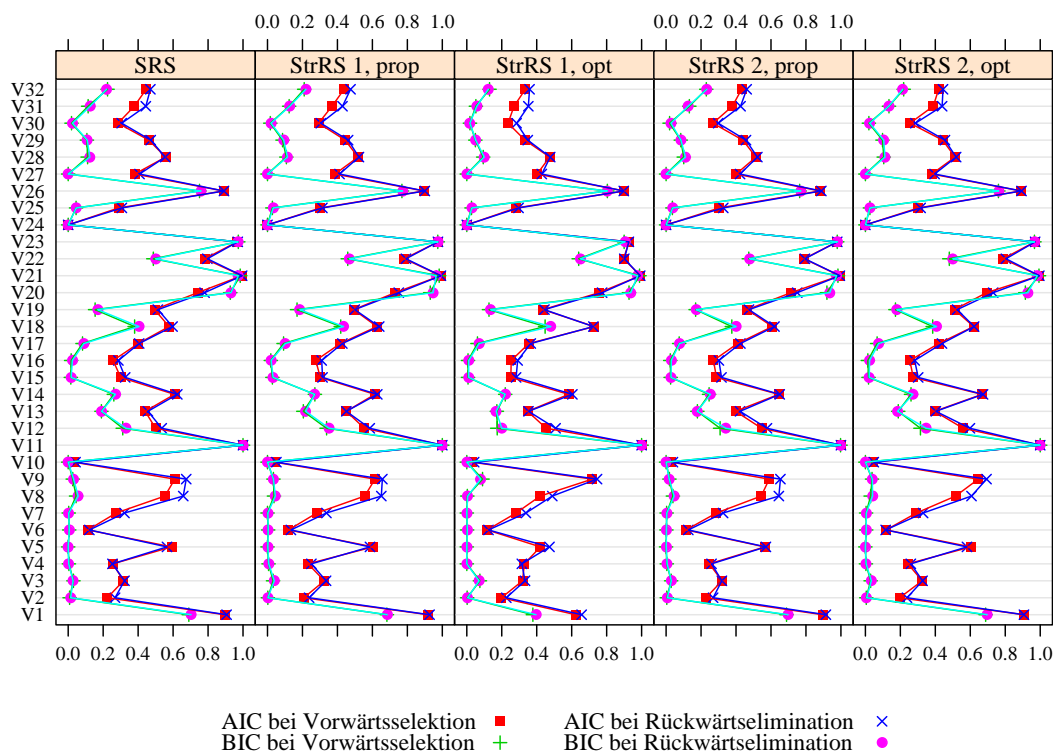 0.0 0.2 0.4 0.6 0.8 1.0 0.0 0.2 0.4 0.6 0.8 1.0
SRS StrRS 1, prop StrRS 1, opt StrRS 2, prop StrRS 2, opt
V32
V31
V30
V29
V28
V27
V26
V25
V24
V23
V22
V21
V20
V19
V18
V17
V16
V15
V14
V13
V12
V11
V10
V9
V8
V7
V6
V5
V4
V3
V2
V1
0.0 0.2 0.4 0.6 0.8 1.0 0.0 0.2 0.4 0.6 0.8 1.0 0.0 0.2 0.4 0.6 0.8 1.0
AIC bei Vorwärtsselektion AIC bei Rückwärtselimination
BIC bei Vorwärtsselektion BIC bei Rückwärtselimination